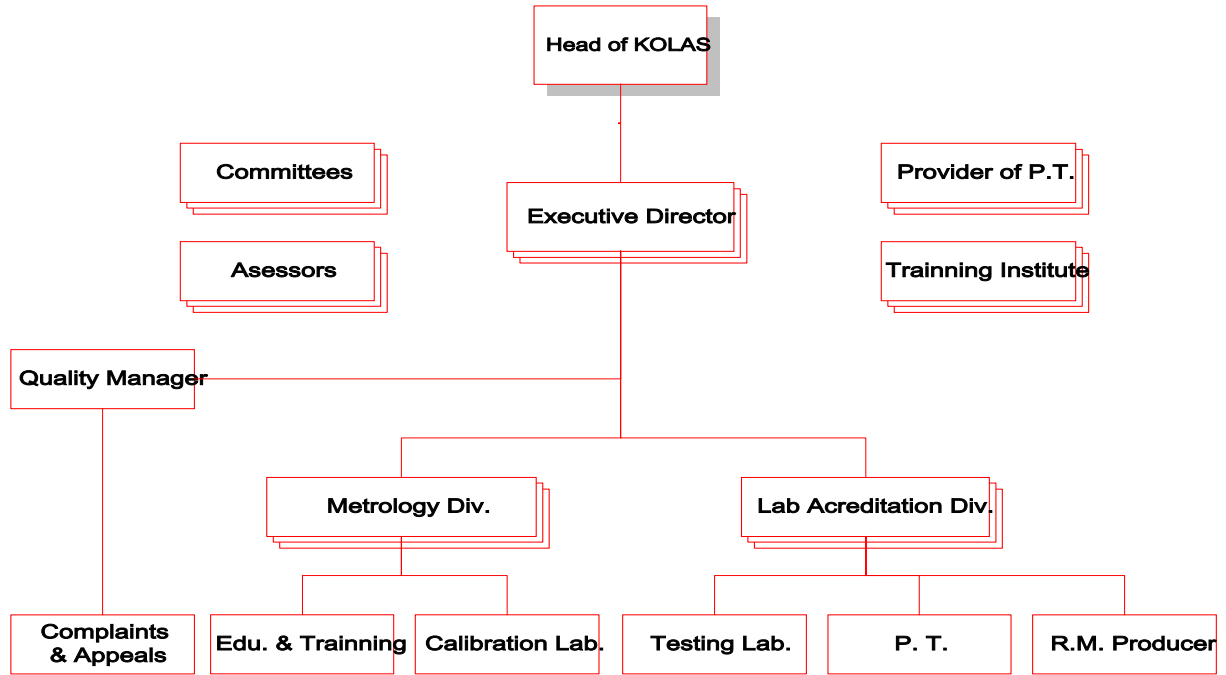 Head of KOLAS
Committees
Provider of P.T.
Executive Director
Asessors
Trainning Institute
Quality Manager
Metrology Div.
Lab Acreditation Div.
Complaints
& Appeals
Edu. & Trainning
Calibration Lab.
Testing Lab.
P. T.
R.M. Producer